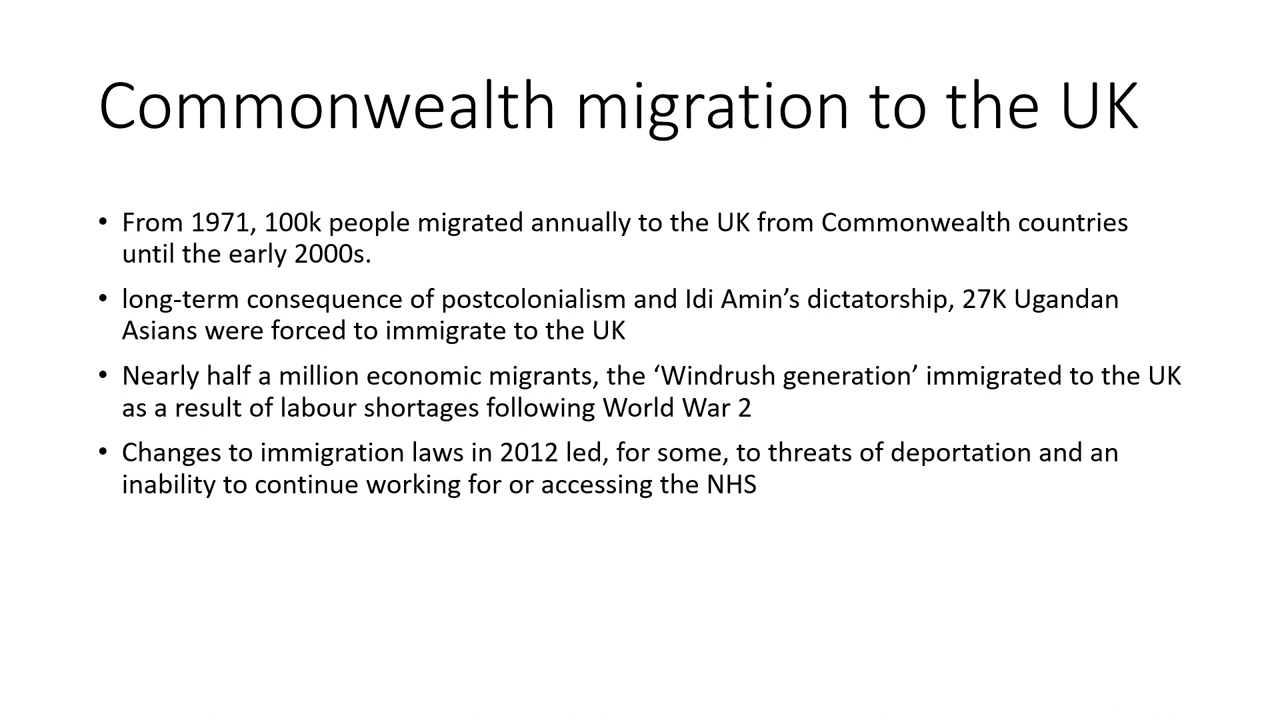 Commonwealth migration to the UK
• From 1971, 100k people migrated annually to the UK from Commonwealth countries
until the early 2000s.
• long-term consequence of postcolonialism and Idi Amin’s dictatorship, 27K Ugandan
Asians were forced to immigrate to the UK
• Nearly half a million economic migrants, the ‘Windrush generation’ immigrated to the UK
as a result of labour shortages following World War 2
• Changes to immigration laws in 2012 led, for some, to threats of deportation and an
inability to continue working for or accessing the NHS